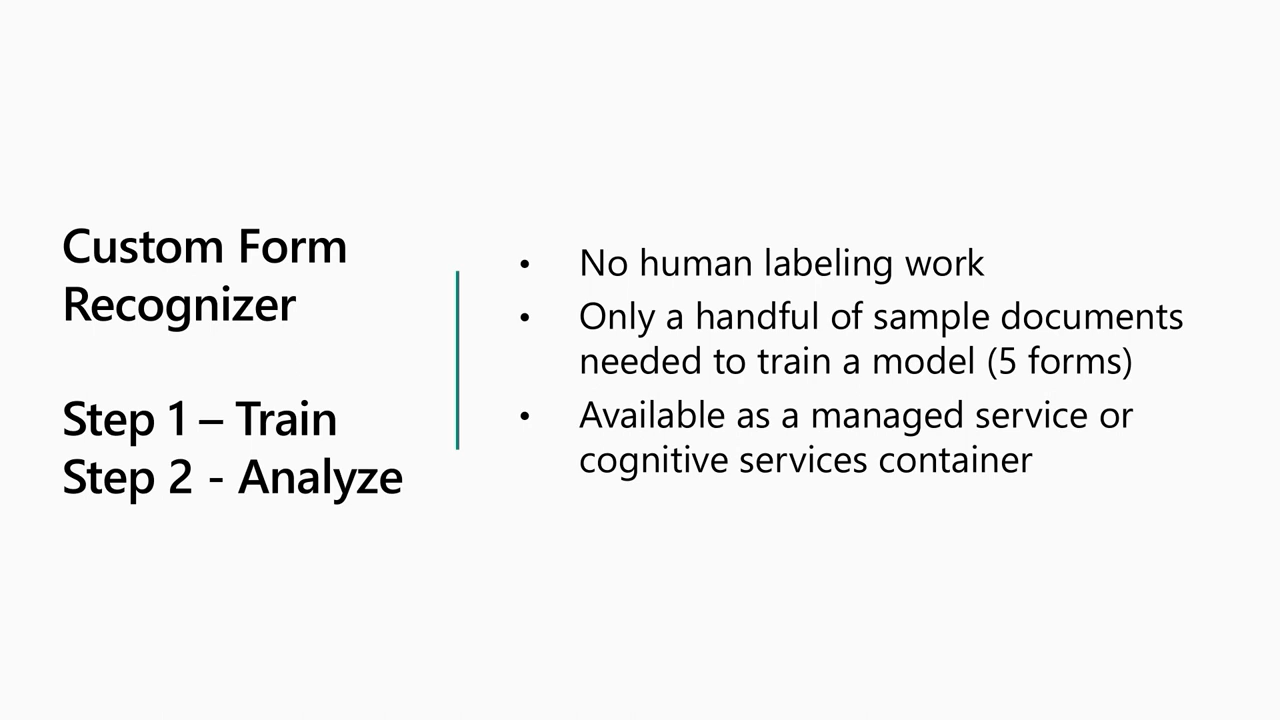 Custom Form
Recognizer
Step 1 – Train
Step 2 - Analyze
• No human labeling work
• Only a handful of sample documents
needed to train a model (5 forms)
• Available as a managed service or
cognitive services container